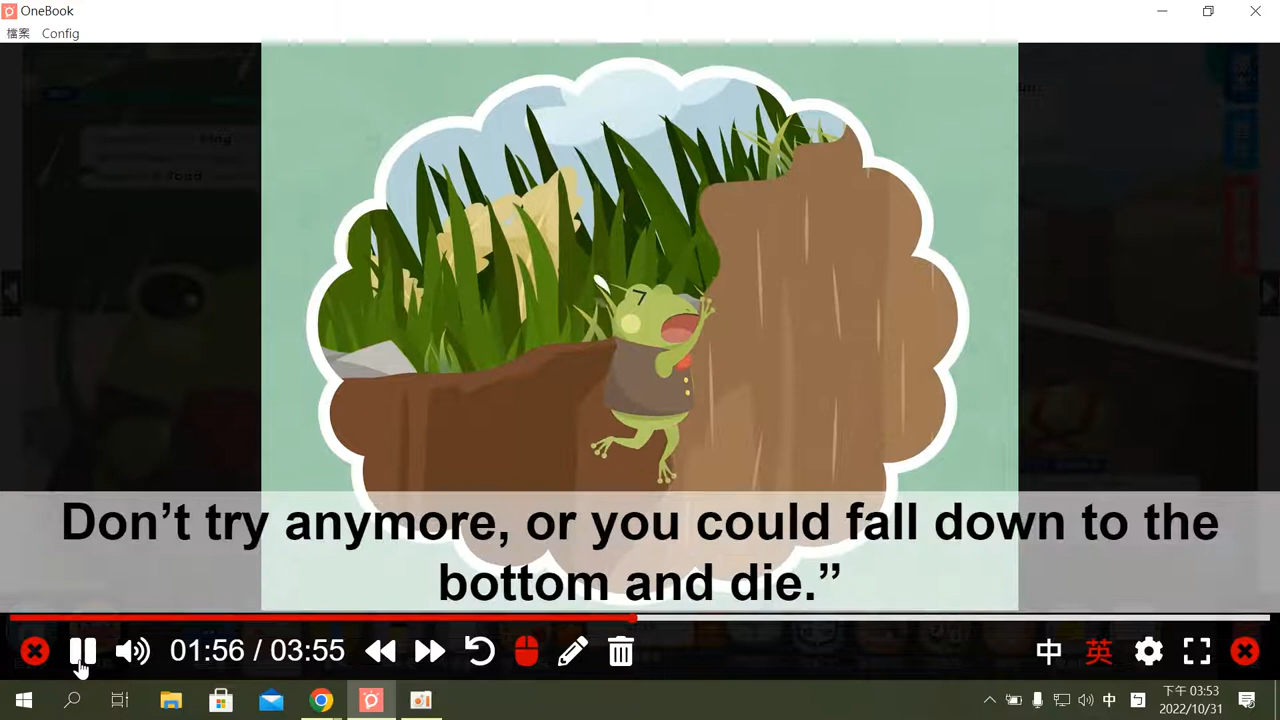 OneBook
檔案 Config
Don’t try anymore, or you could fall down to the
bottom and die.”
01:56 / 03:55
中 英
中
下午 03:53
2022/10/31